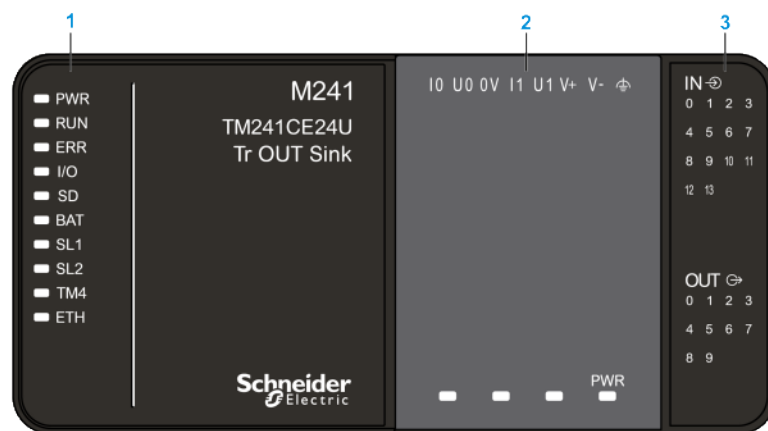 1
2
3
PWR
RUN
ERR
I/O
SD
BAT
SL1
SL2
TM4
ETH
M241
TM241CE24U
Tr OUT Sink
Schneider
Electric
I0 U0 0V I1 U1 V+ V-
PWR
IN
0 1 2 3
4 5 6 7
8 9 10 11
12 13
OUT
0 1 2 3
4 5 6 7
8 9